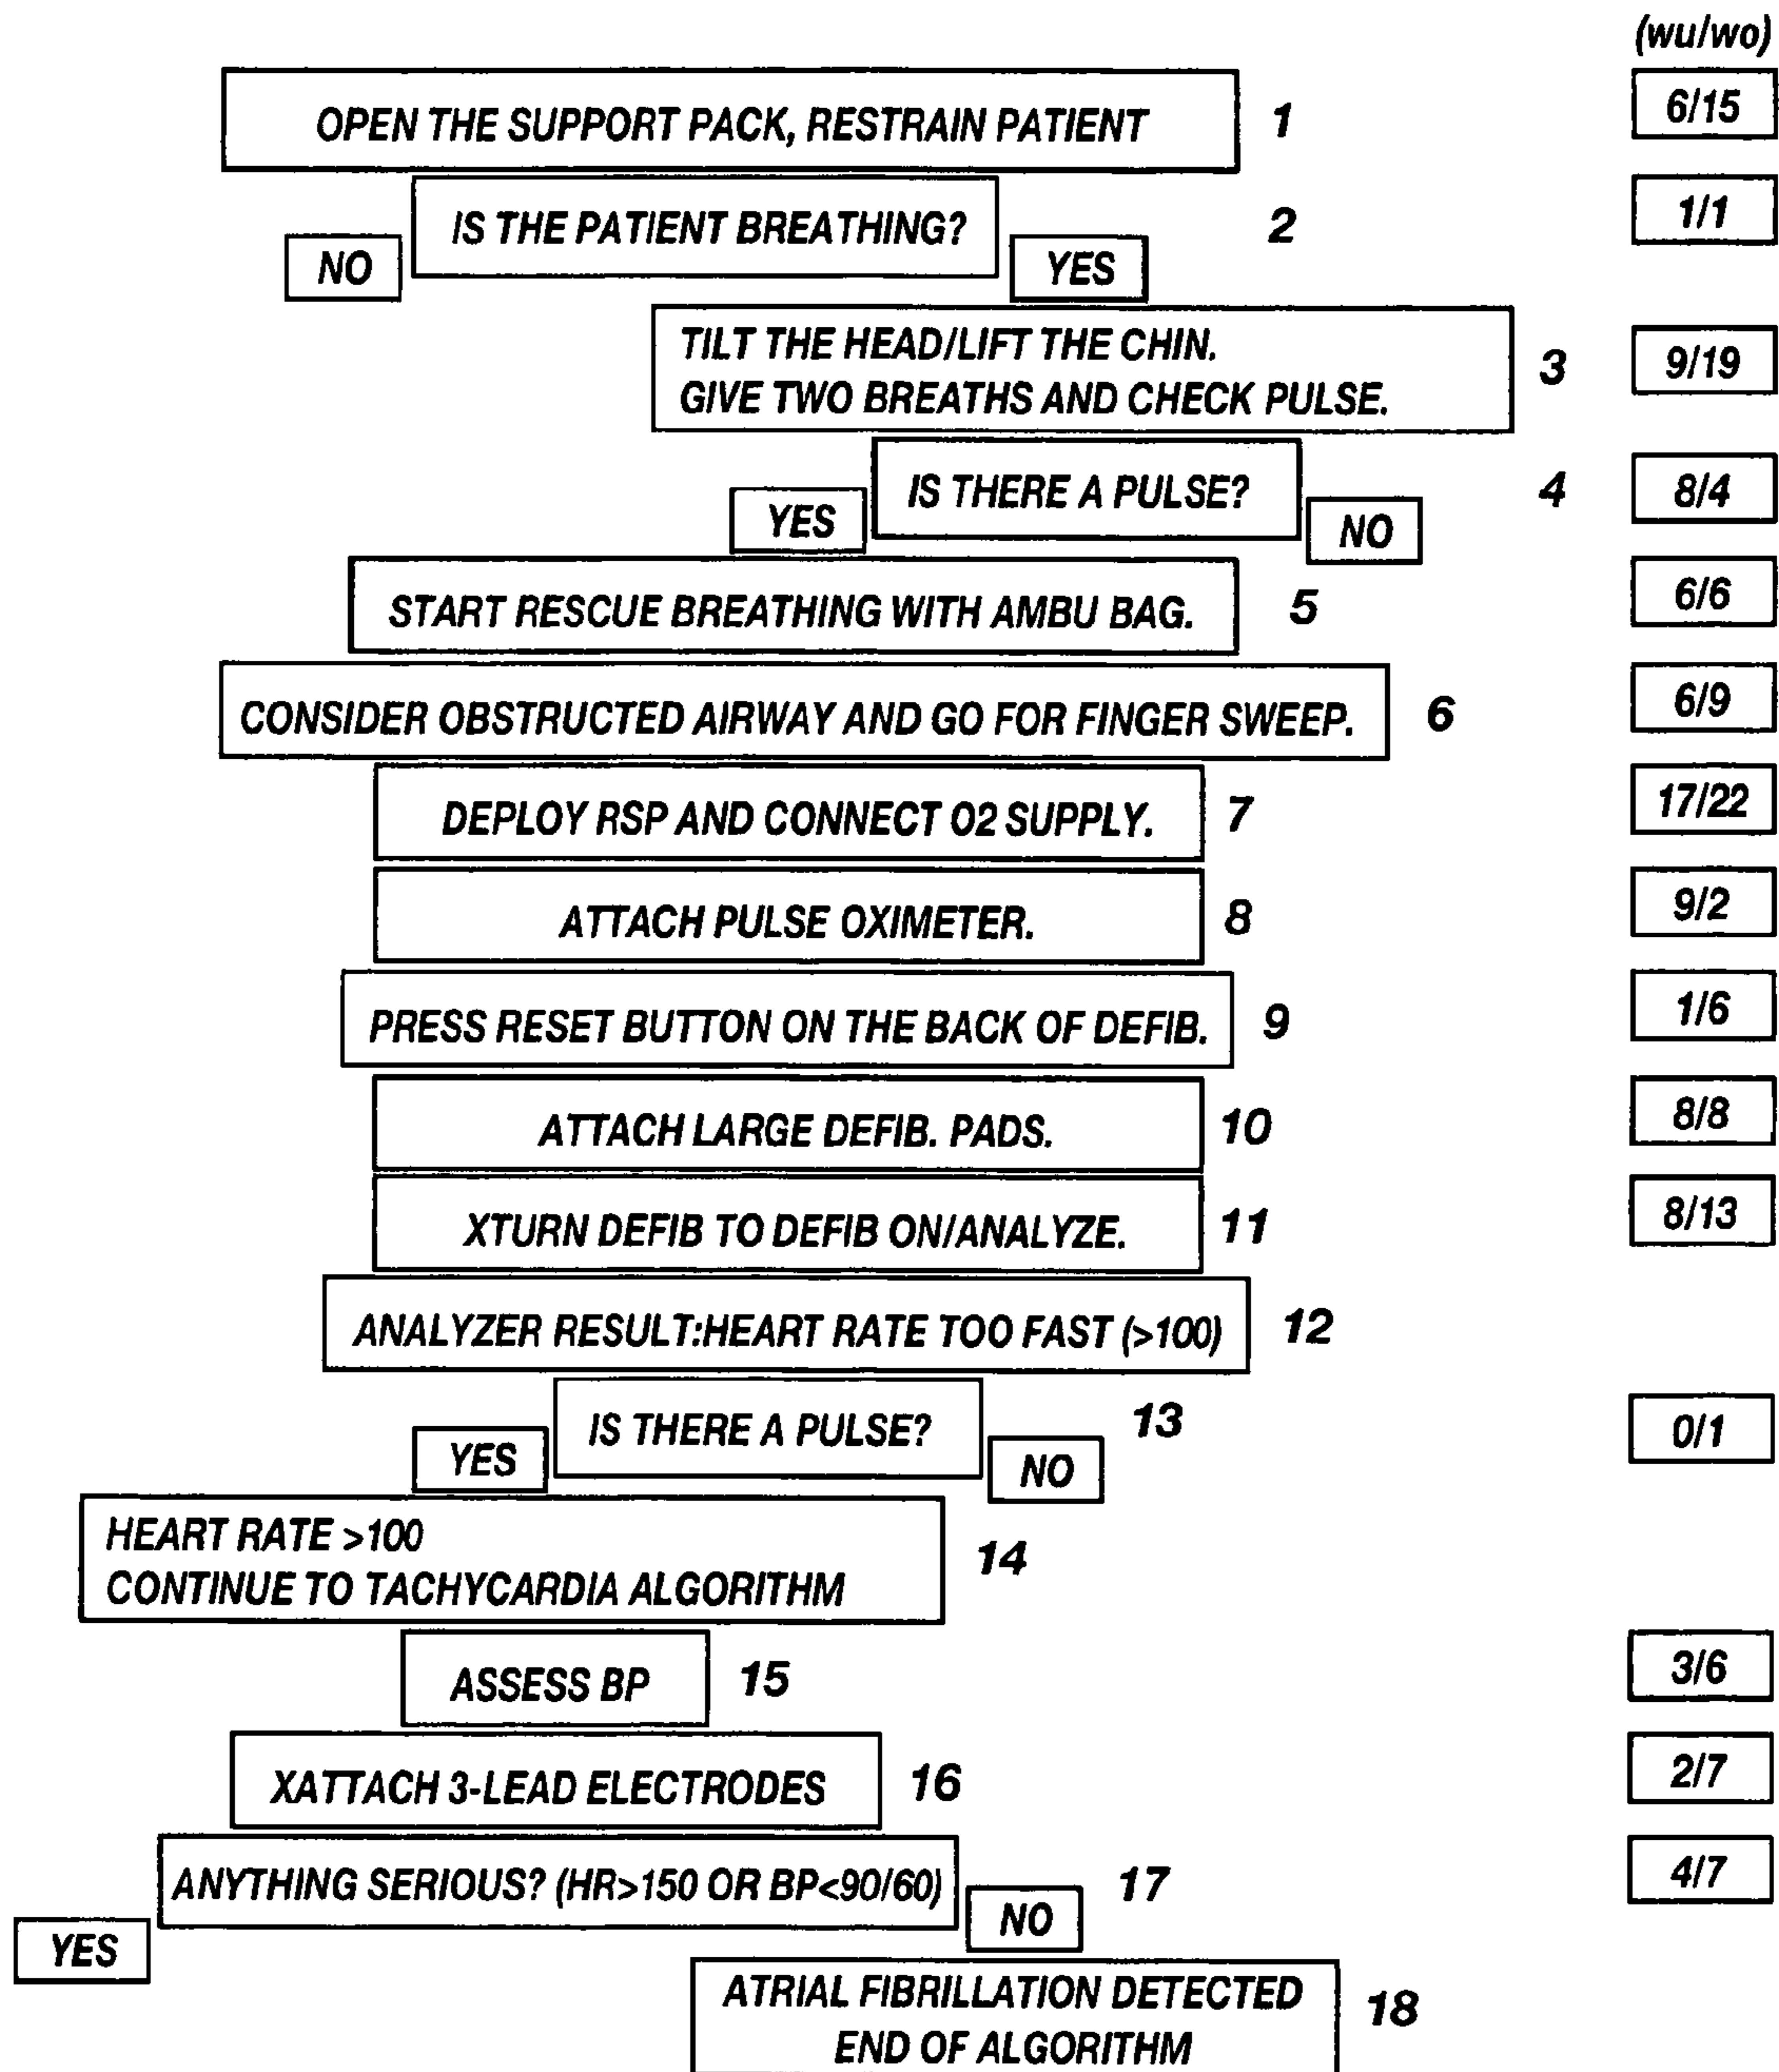 (wu/wo)
OPEN THE SUPPORT PACK, RESTRAIN PATIENT 1 6/15
IS THE PATIENT BREATHING? 2 1/1
NO YES
TILT THE HEAD/LIFT THE CHIN.
GIVE TWO BREATHS AND CHECK PULSE. 3 9/19
IS THERE A PULSE? 4 8/4
YES NO
START RESCUE BREATHING WITH AMBU BAG. 5 6/6
CONSIDER OBSTRUCTED AIRWAY AND GO FOR FINGER SWEEP. 6 6/9
DEPLOY RSP AND CONNECT O2 SUPPLY. 7 17/22
ATTACH PULSE OXIMETER. 8 9/2
PRESS RESET BUTTON ON THE BACK OF DEFIB. 9 1/6
ATTACH LARGE DEFIB. PADS. 10 8/8
XTURN DEFIB TO DEFIB ON/ANALYZE. 11 8/13
ANALYZER RESULT:HEART RATE TOO FAST (>100) 12
IS THERE A PULSE? 13 0/1
YES NO
HEART RATE >100
CONTINUE TO TACHYCARDIA ALGORITHM 14
ASSESS BP 15 3/6
XATTACH 3-LEAD ELECTRODES 16 2/7
ANYTHING SERIOUS? (HR>150 OR BP<90/60) 17 4/7
YES NO
ATRIAL FIBRILLATION DETECTED
END OF ALGORITHM 18